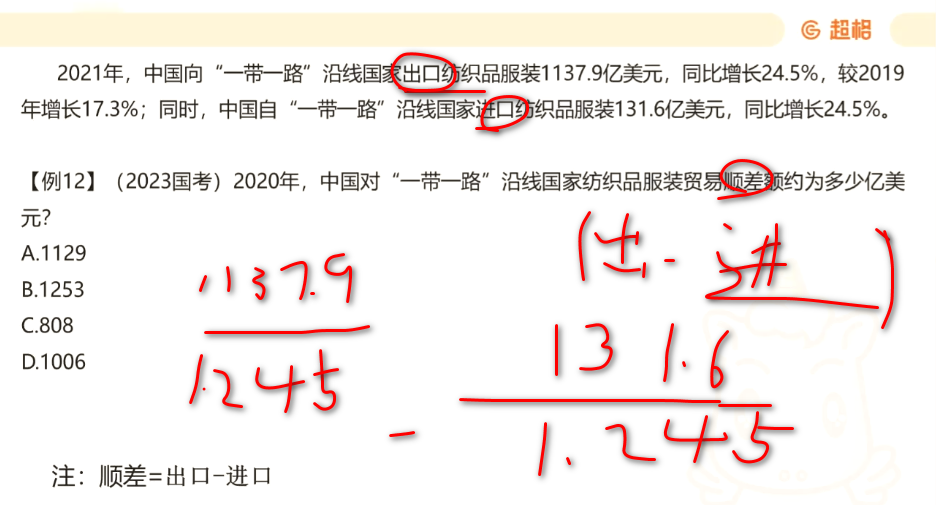 超格
2021年，中国向“一带一路”沿线国家出口纺织品服装1137.9亿美元，同比增长24.5%，较2019
年增长17.3%；同时，中国自“一带一路”沿线国家进口纺织品服装131.6亿美元，同比增长24.5%。
【例12】（2023国考）2020年，中国对“一带一路”沿线国家纺织品服装贸易顺差额约为多少亿美
元？
A.1129
B.1253
C.808
D.1006
(出-进)
1137.9
1.245
-
131.6
1.245
注：顺差=出口-进口